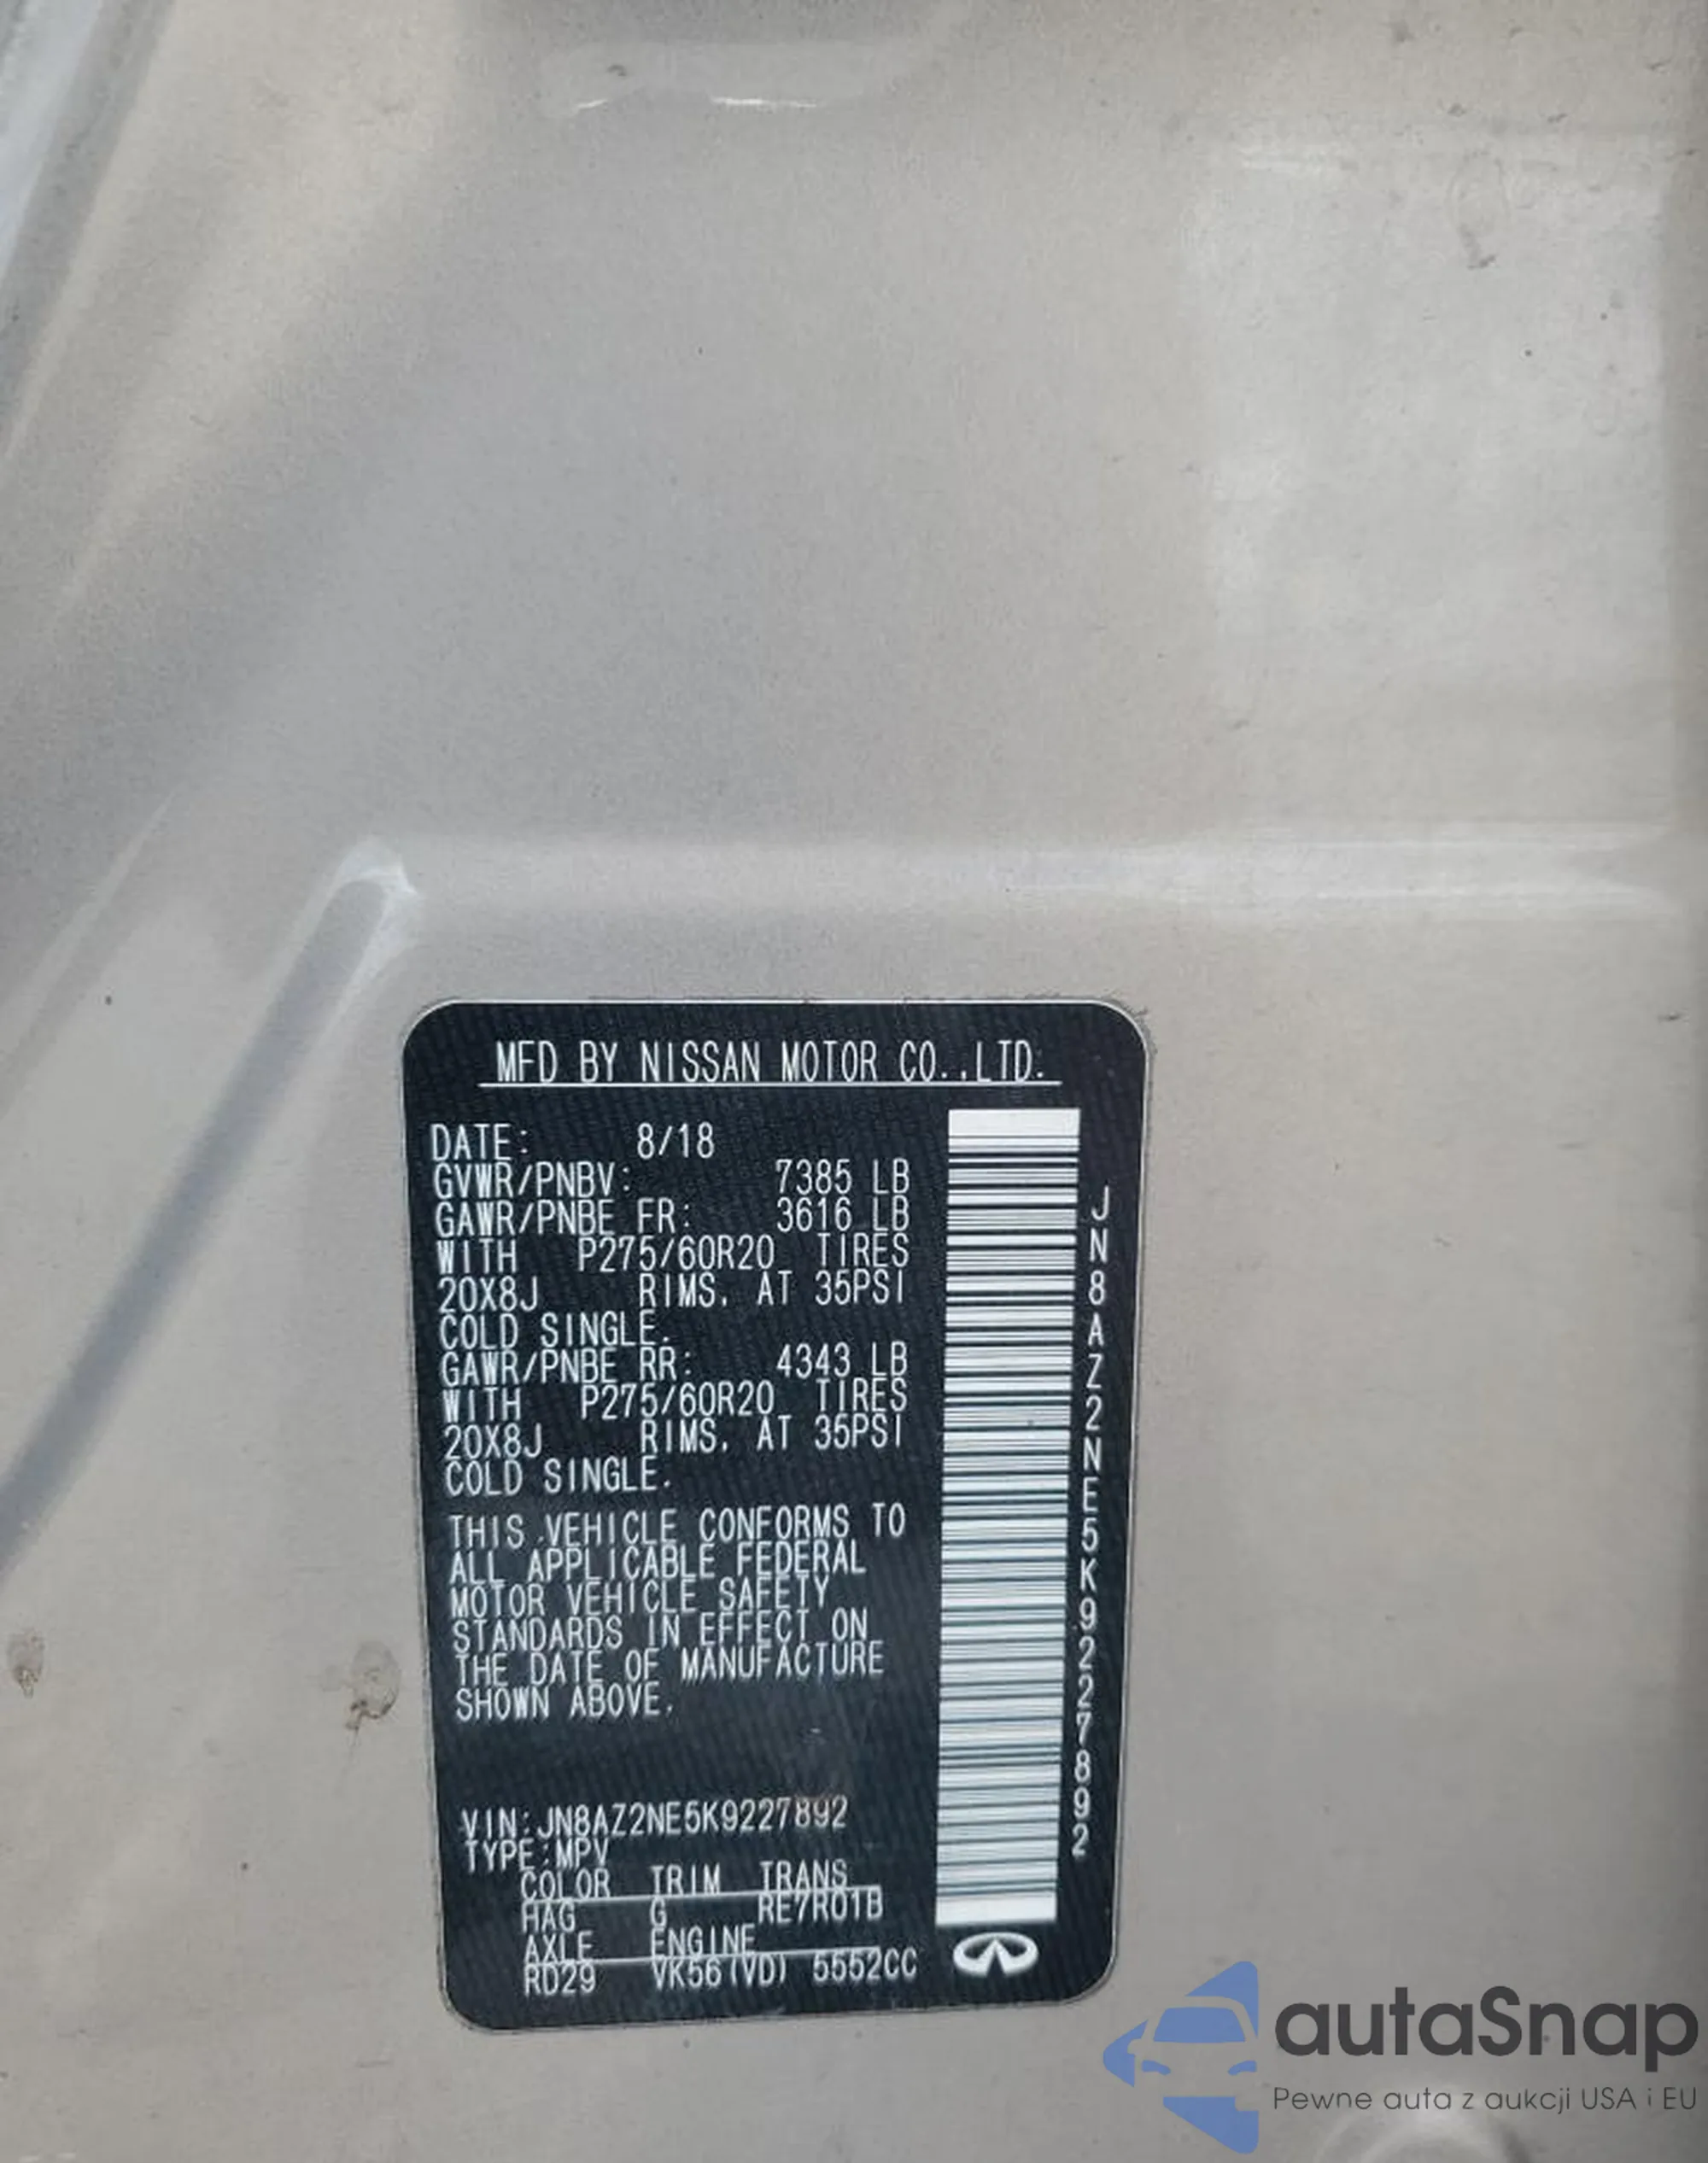 MFD BY NISSAN MOTOR CO.,LTD.
DATE: 8/18
GVWR/PNBV: 7385 LB
GAWR/PNBE FR: 3616 LB
WITH P275/60R20 TIRES
20X8J RIMS. AT 35PSI
COLD SINGLE.
GAWR/PNBE RR: 4343 LB
WITH P275/60R20 TIRES
20X8J RIMS. AT 35PSI
COLD SINGLE.
THIS VEHICLE CONFORMS TO
ALL APPLICABLE FEDERAL
MOTOR VEHICLE SAFETY
STANDARDS IN EFFECT ON
THE DATE OF MANUFACTURE
SHOWN ABOVE.
VIN:JN8AZ2NE5K9227892
TYPE:MPV
COLOR TRIM TRANS
HAG G RE7R01B
AXLE ENGINE
RD29 VK56(VD) 5552CC
JN8AZ2NE5K9227892
autaSnap
Pewne auta z aukcji USA i EU